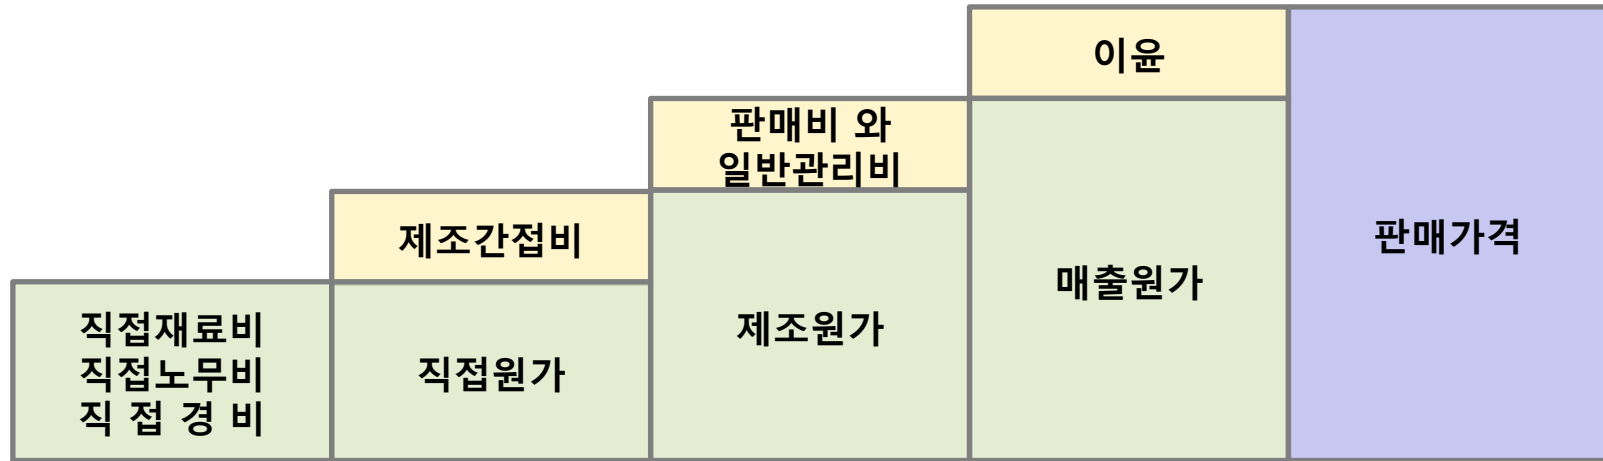 직접재료비
직접노무비
직 접 경 비
제조간접비
직접원가
판매비 와
일반관리비
제조원가
이윤
매출원가
판매가격